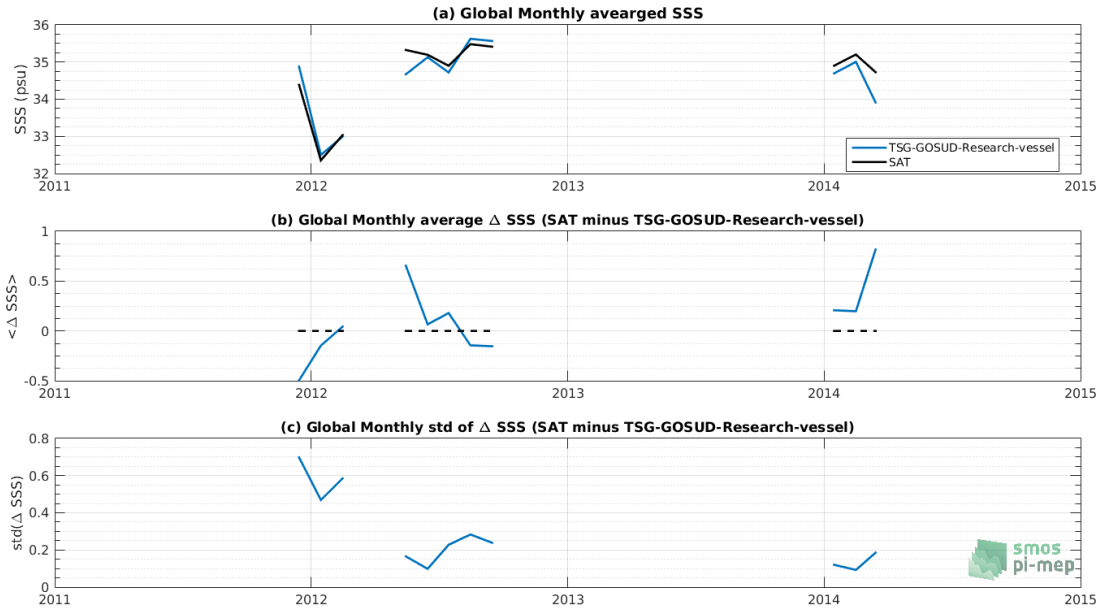 (a) Global Monthly avearged SSS
SSS (psu)
36
35
34
33
32
2011
2012
2013
2014
2015
TSG-GOSUD-Research-vessel
SAT
(b) Global Monthly average Δ SSS (SAT minus TSG-GOSUD-Research-vessel)
<Δ SSS>
1
0.5
0
-0.5
2011
2012
2013
2014
2015
(c) Global Monthly std of Δ SSS (SAT minus TSG-GOSUD-Research-vessel)
std(Δ SSS)
0.8
0.6
0.4
0.2
0
2011
2012
2013
2014
2015
smos
pi-mep